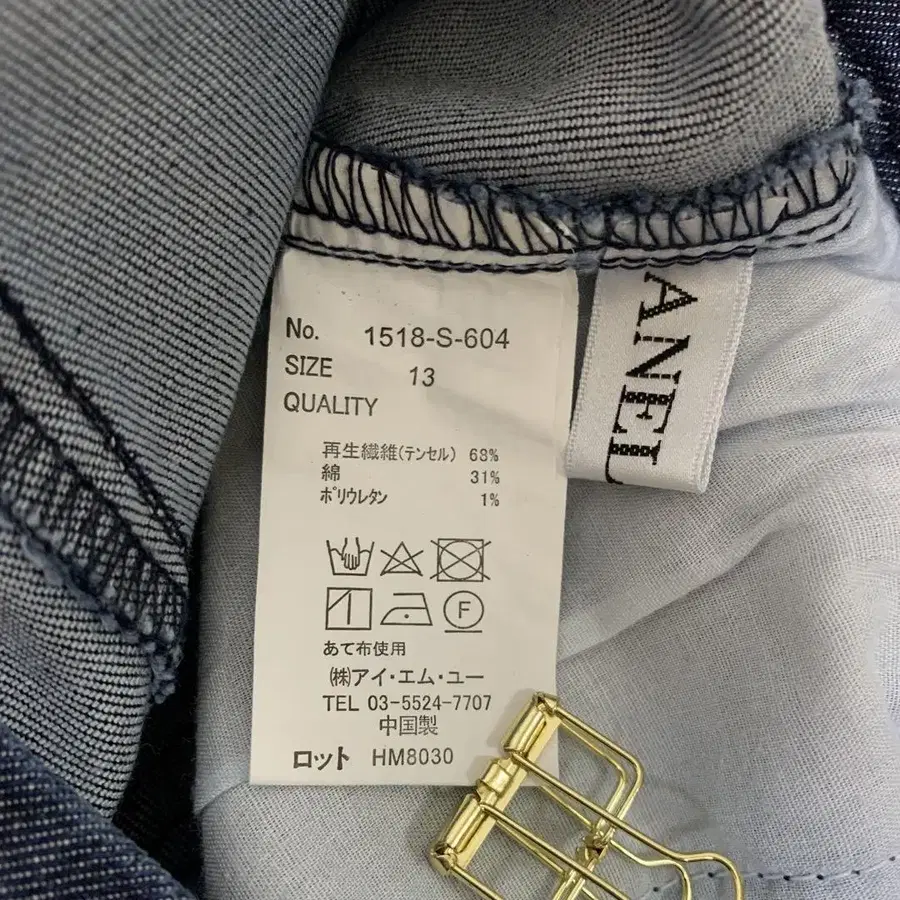 No. 1518-S-604
SIZE 13
QUALITY
再生繊維(テンセル) 68%
綿 31%
ポリウレタン 1%
F
あて布使用
㈱アイ・エム・ユー
TEL 03-5524-7707
中国製
ロット HM8030
ANEL